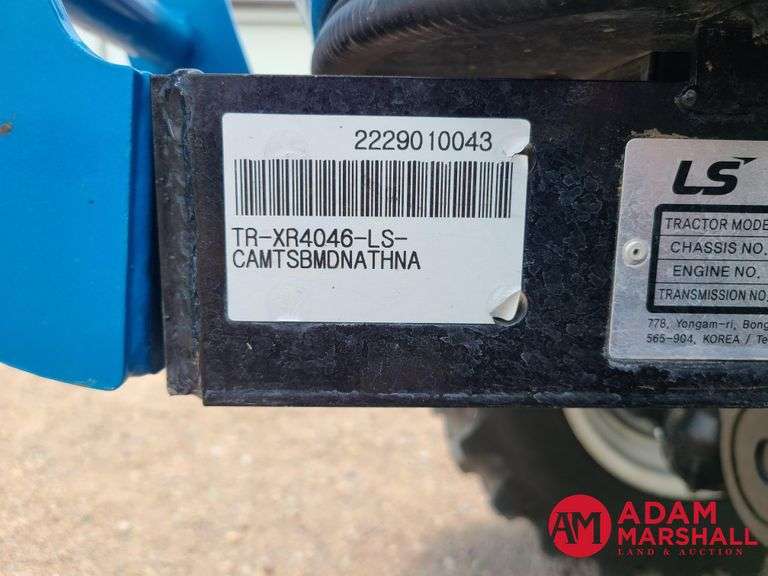 2229010043
TR-XR4046-LS-
CAMTSBMDNATHNA
LS
TRACTOR MODE
CHASSIS NO.
ENGINE NO.
TRANSMISSION NO.
778, Yongam-ri, Bong
565-904, KOREA / Te
AM ADAM
MARSHALL
LAND & AUCTION